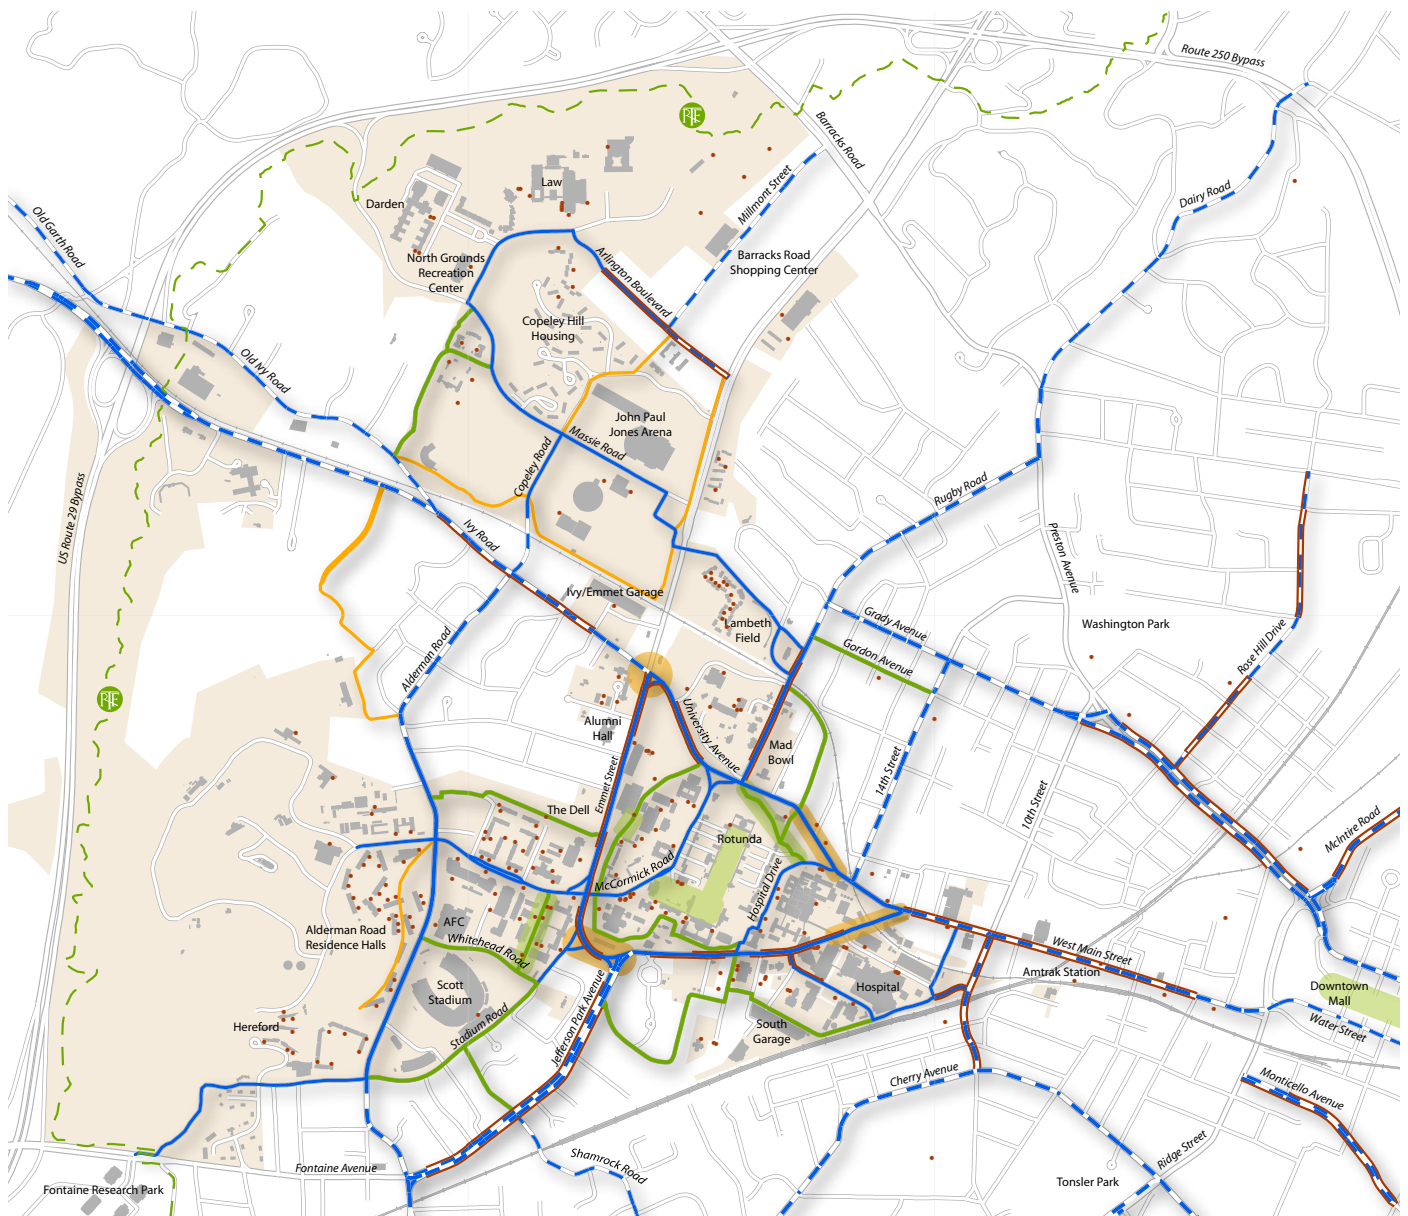 Route 250 Bypass
RTF
Barracks Road
Law
Darden
Millmont Street
Dairy Road
Old Garth Road
Arlington Boulevard
North Grounds
Recreation
Center
Barracks Road
Shopping Center
Copeley Hill
Housing
Old Ivy Road
John Paul
Jones Arena
Massie Road
Copeley Road
US Route 29 Bypass
Rugby Road
Ivy Road
Preston Avenue
Ivy/Emmet Garage
Lambeth
Field
Grady Avenue
Washington Park
Gordon Avenue
Rose Hill Drive
Alderman Road
RTF
Alumni
Hall
University Avenue
Mad
Bowl
14th Street
Emmet Street
10th Street
The Dell
Rotunda
McIntire Road
McCormick Road
Hospital Drive
AFC
Alderman Road
Residence Halls
Whitehead Road
West Main Street
Amtrak Station
Scott
Stadium
Hospital
Downtown
Mall
Hereford
Stadium Road
Jefferson Park Avenue
South
Garage
Water Street
Cherry Avenue
Monticello Avenue
Fontaine Avenue
Shamrock Road
Ridge Street
Fontaine Research Park
Tonsler Park